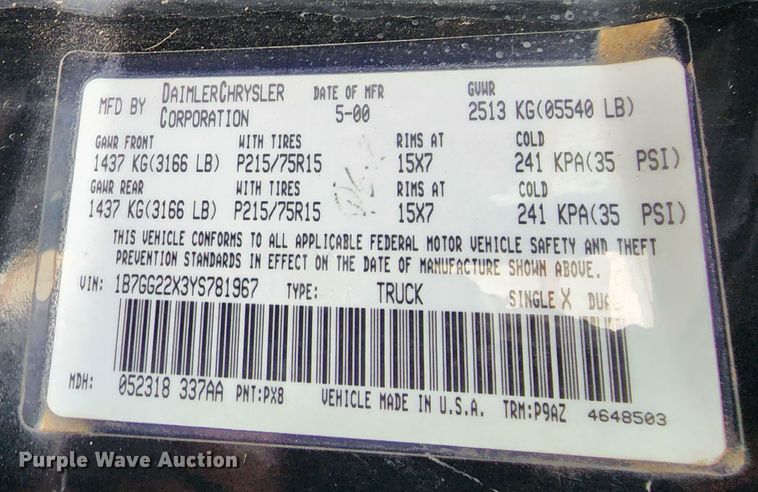 MFD BY DAIMLERCHRYSLER CORPORATION DATE OF MFR 5-00 GVWR 2513 KG(05540 LB)
GAWR FRONT WITH TIRES RIMS AT COLD
1437 KG(3166 LB) P215/75R15 15X7 241 KPA(35 PSI)
GAWR REAR WITH TIRES RIMS AT COLD
1437 KG(3166 LB) P215/75R15 15X7 241 KPA(35 PSI)
THIS VEHICLE CONFORMS TO ALL APPLICABLE FEDERAL MOTOR VEHICLE SAFETY AND THEFT
PREVENTION STANDARDS IN EFFECT ON THE DATE OF MANUFACTURE SHOWN ABOVE.
VIN: 1B7GG22X3YS781967 TYPE: TRUCK SINGLE X DUAL
MDH: 052318 337AA PNT:PX8 VEHICLE MADE IN U.S.A. TRM:P9AZ 4648503
Purple Wave Auction